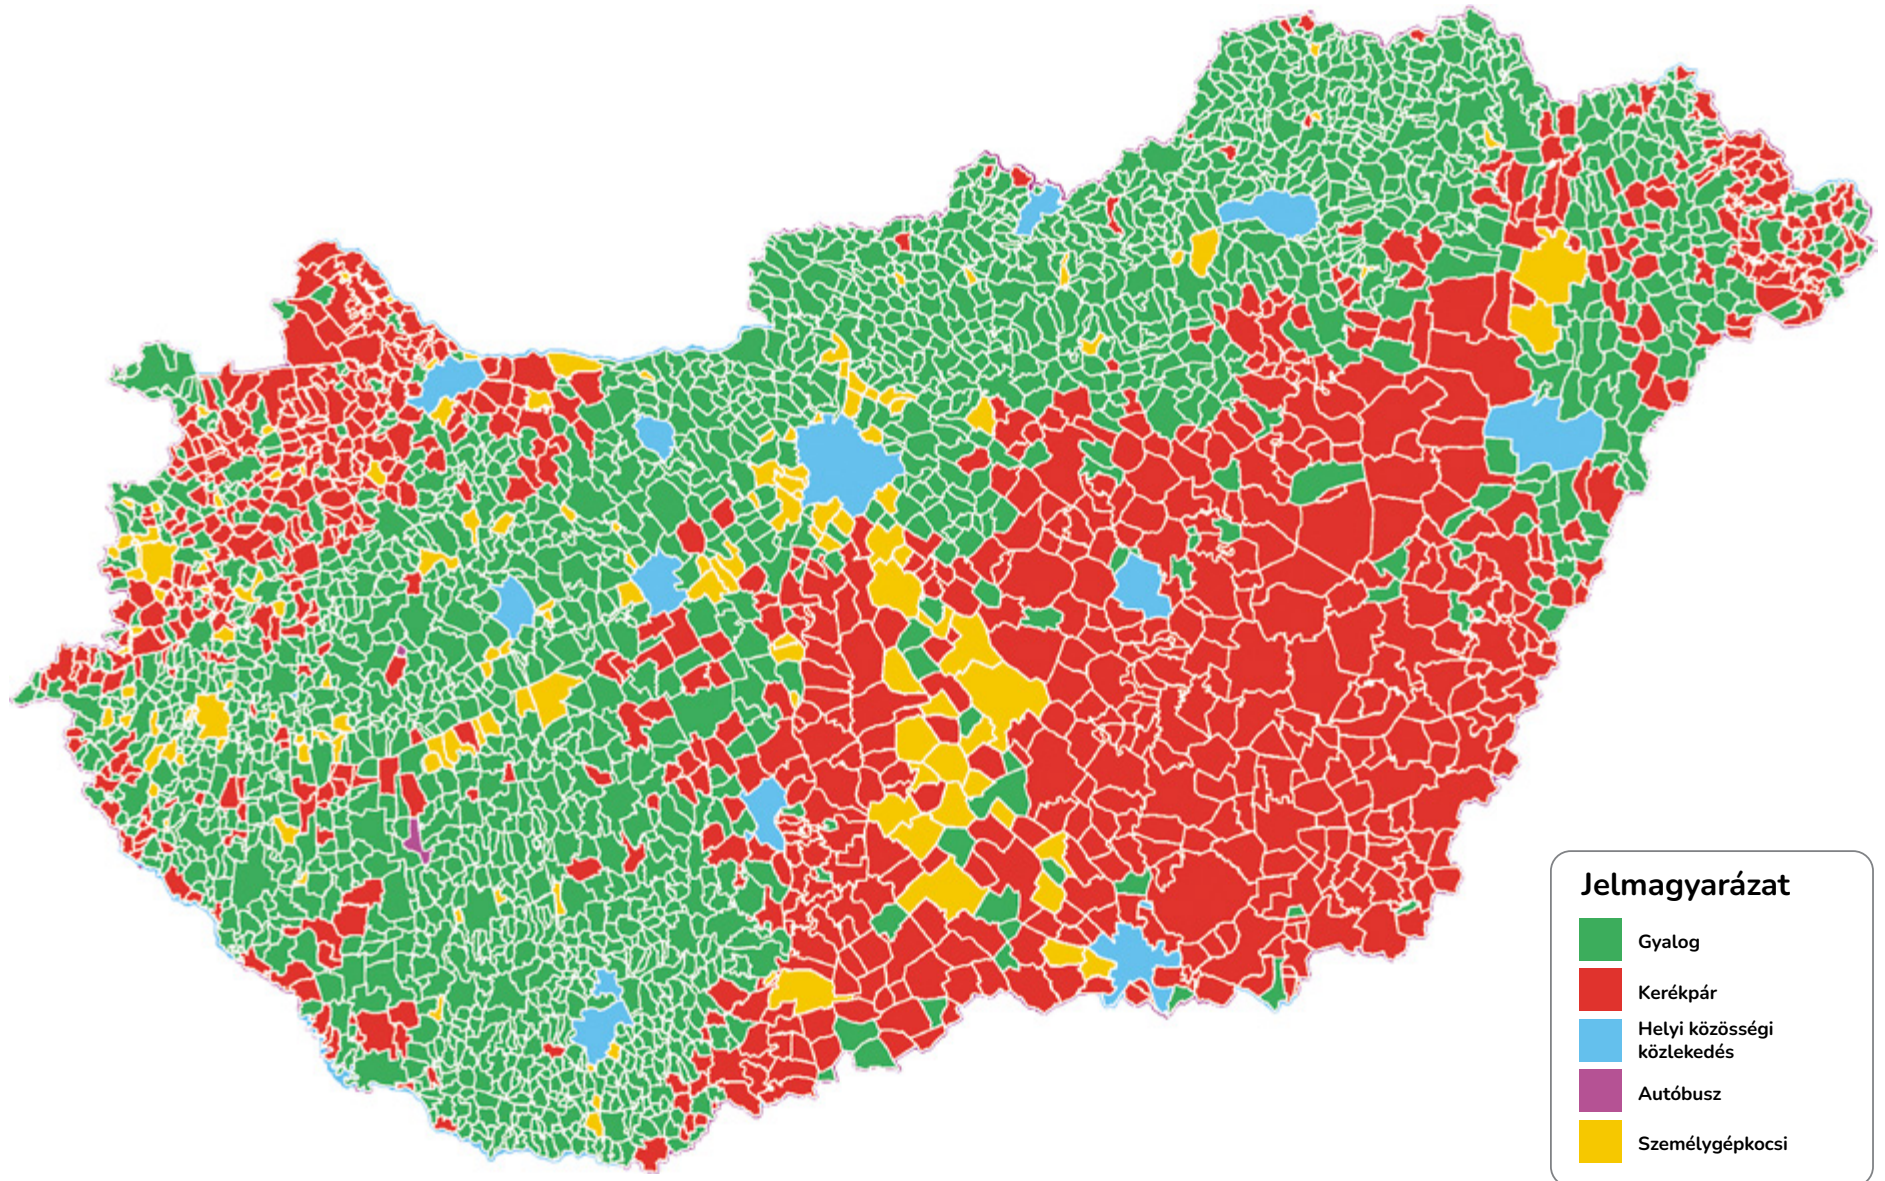 Jelmagyarázat
Gyalog
Kerékpár
Helyi közösségi
közlekedés
Autóbusz
Személygépkocsi